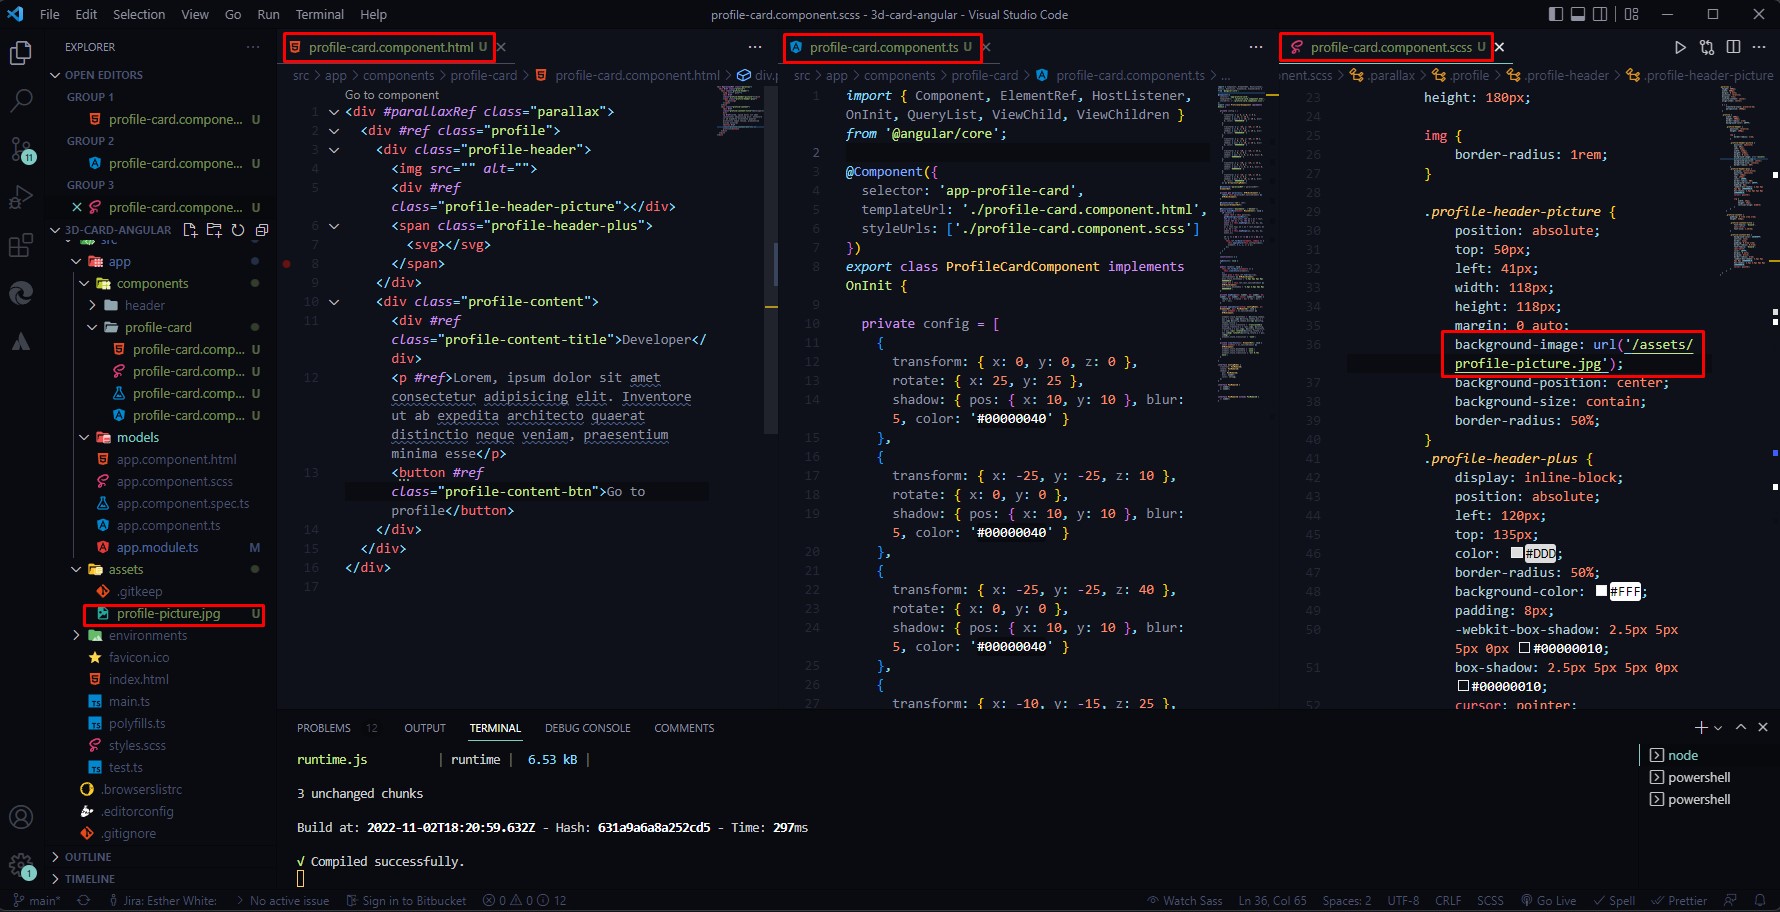 File Edit Selection View Go Run Terminal Help
profile-card.component.scss - 3d-card-angular - Visual Studio Code
EXPLORER
OPEN EDITORS
GROUP 1
profile-card.compone... U
GROUP 2
profile-card.compone... U
GROUP 3
profile-card.compone... U
3D-CARD-ANGULAR
src
app
components
header
profile-card
profile-card.comp... U
profile-card.comp... U
profile-card.comp... U
profile-card.comp... U
models
app.component.html
app.component.scss
app.component.spec.ts
app.component.ts
app.module.ts M
assets
.gitkeep
profile-picture.jpg U
environments
favicon.ico
index.html
main.ts
polyfills.ts
styles.scss
test.ts
.browserslistrc
.editorconfig
.gitignore
OUTLINE
TIMELINE
11
1
profile-card.component.html U
src > app > components > profile-card > profile-card.component.html > div.p
Go to component
1 <div #parallaxRef class="parallax">
2 <div #ref class="profile">
3 <div class="profile-header">
4 <img src="" alt="">
5 <div #ref
class="profile-header-picture"></div>
6 <span class="profile-header-plus">
7 <svg></svg>
8 </span>
9 </div>
10 <div class="profile-content">
11 <div #ref
class="profile-content-title">Developer</
div>
12 <p #ref>Lorem, ipsum dolor sit amet
consectetur adipisicing elit. Inventore
ut ab expedita architecto quaerat
distinctio neque veniam, praesentium
minima esse</p>
13 <button #ref
class="profile-content-btn">Go to
profile</button>
14 </div>
15 </div>
16 </div>
17
profile-card.component.ts U
src > app > components > profile-card > profile-card.component.ts > ...
1 import { Component, ElementRef, HostListener,
OnInit, QueryList, ViewChild, ViewChildren }
from '@angular/core';
2
3 @Component({
4 selector: 'app-profile-card',
5 templateUrl: './profile-card.component.html',
6 styleUrls: ['./profile-card.component.scss']
7 })
8 export class ProfileCardComponent implements
OnInit {
9
10 private config = [
11 {
12 transform: { x: 0, y: 0, z: 0 },
13 rotate: { x: 25, y: 25 },
14 shadow: { pos: { x: 10, y: 10 }, blur:
5, color: '#00000040' }
15 },
16 {
17 transform: { x: -25, y: -25, z: 10 },
18 rotate: { x: 0, y: 0 },
19 shadow: { pos: { x: 10, y: 10 }, blur:
5, color: '#00000040' }
20 },
21 {
22 transform: { x: -25, y: -25, z: 40 },
23 rotate: { x: 0, y: 0 },
24 shadow: { pos: { x: 10, y: 10 }, blur:
5, color: '#00000040' }
25 },
26 {
27 transform: { x: -10, y: -15, z: 25 },
profile-card.component.scss U
nent.scss > .parallax > .profile > .profile-header > .profile-header-picture
23 height: 180px;
24
25 img {
26 border-radius: 1rem;
27 }
28
29 .profile-header-picture {
30 position: absolute;
31 top: 50px;
32 left: 41px;
33 width: 118px;
34 height: 118px;
35 margin: 0 auto;
36 background-image: url('/assets/
profile-picture.jpg');
37 background-position: center;
38 background-size: contain;
39 border-radius: 50%;
40 }
41 .profile-header-plus {
42 display: inline-block;
43 position: absolute;
44 left: 120px;
45 top: 135px;
46 color: #DDD;
47 border-radius: 50%;
48 background-color: #FFF;
49 padding: 8px;
50 -webkit-box-shadow: 2.5px 5px
5px 0px #00000010;
51 box-shadow: 2.5px 5px 5px 0px
#00000010;
52 cursor: pointer;
PROBLEMS 12 OUTPUT TERMINAL DEBUG CONSOLE COMMENTS
runtime.js | runtime | 6.53 kB |
3 unchanged chunks
Build at: 2022-11-02T18:20:59.632Z - Hash: 631a9a6a8a252cd5 - Time: 297ms
√ Compiled successfully.
node
powershell
powershell
main* Jira: Esther White: No active issue Sign in to Bitbucket 0 0 12 Watch Sass Ln 36, Col 65 Spaces: 2 UTF-8 CRLF SCSS Go Live Spell Prettier